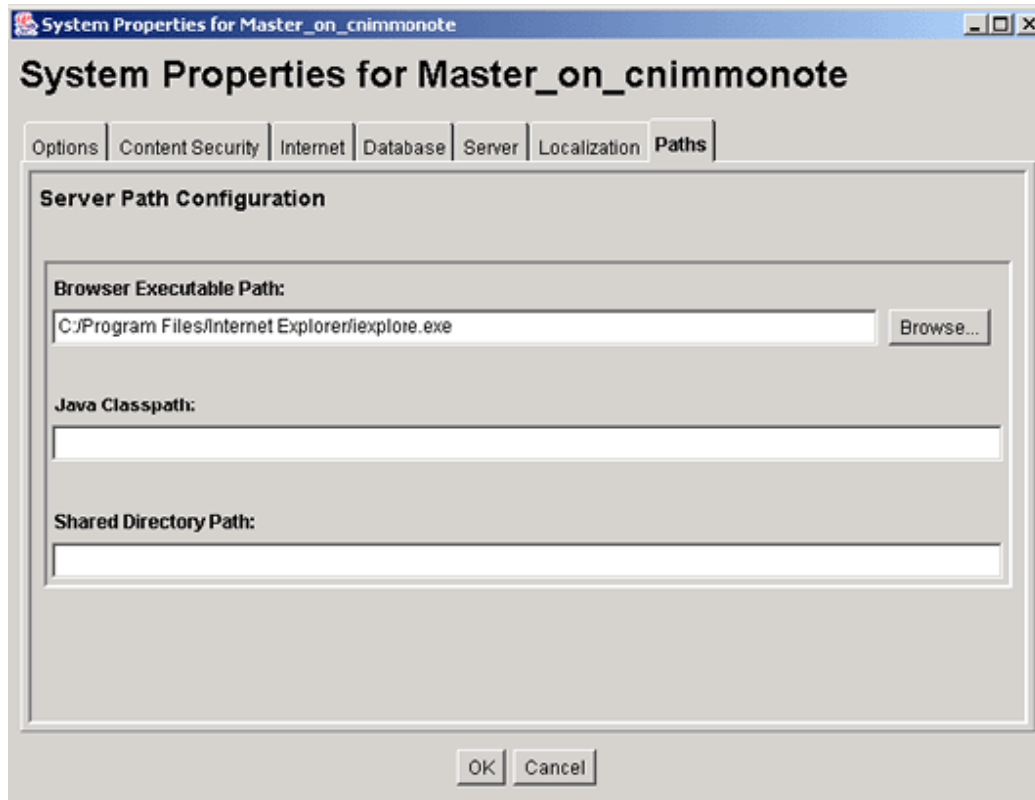 System Properties for Master_on_cnimmonote
System Properties for Master_on_cnimmonote
Options Content Security Internet Database Server Localization Paths
Server Path Configuration
Browser Executable Path:
C:/Program Files/Internet Explorer/iexplore.exe Browse...
Java Classpath:
Shared Directory Path:
OK Cancel